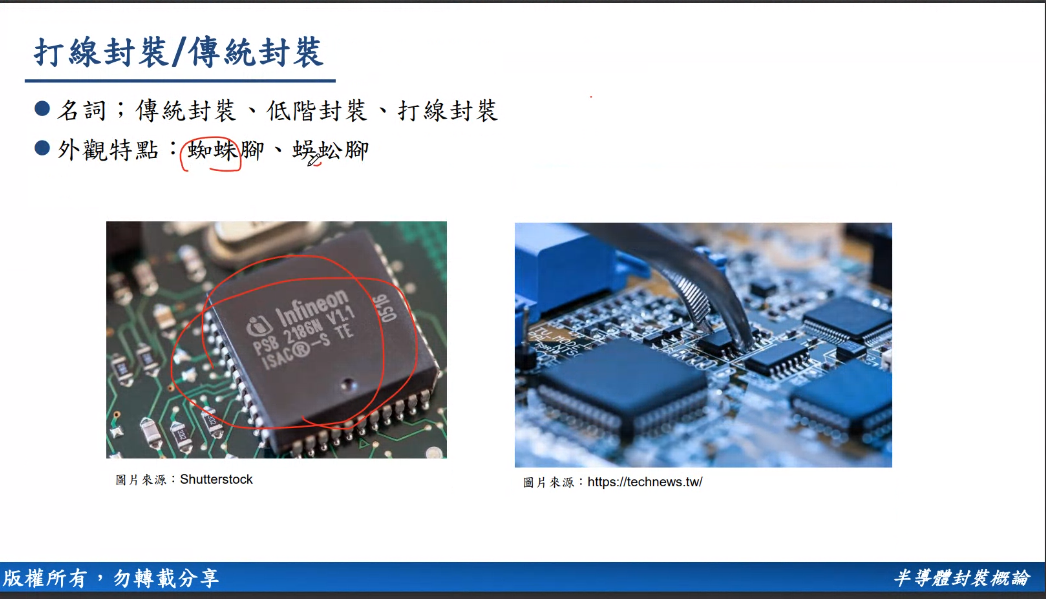 打線封裝/傳統封裝
名詞；傳統封裝、低階封裝、打線封裝
外觀特點：蜘蛛腳、蜈蚣腳
Infineon
PSB 2186N V1.1
ISAC®-S TE
0516
圖片來源：Shutterstock
圖片來源：https://technews.tw/
版權所有，勿轉載分享
半導體封裝概論